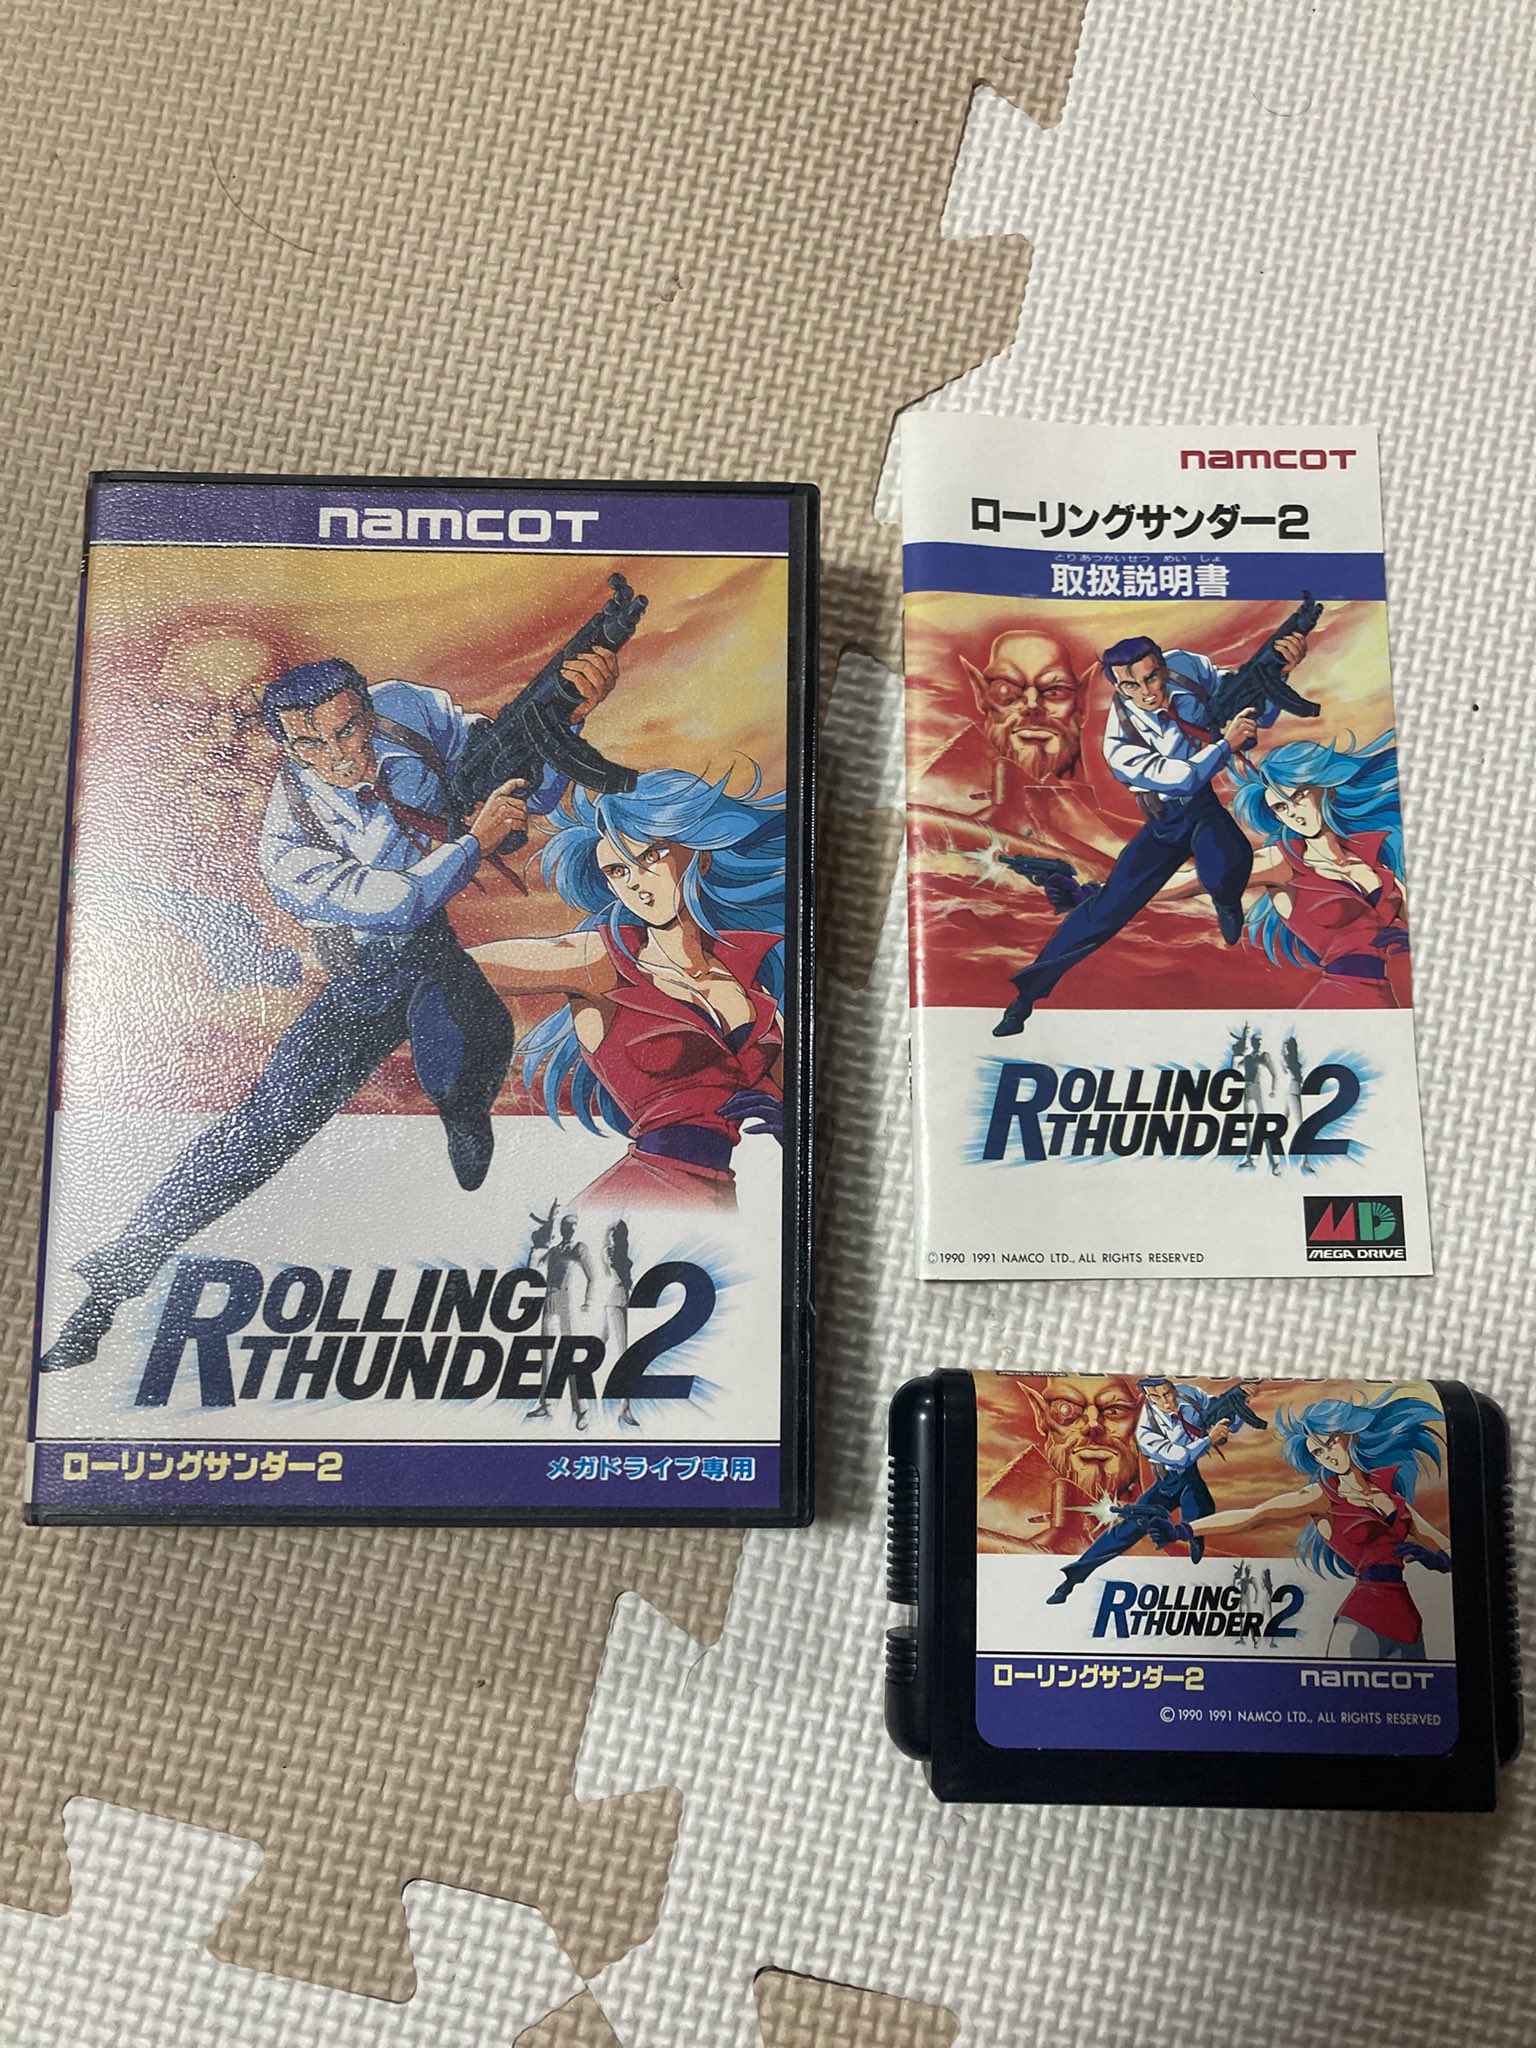 namcot
ROLLING
THUNDER 2
ローリングサンダー2
メガドライブ専用
namcot
ローリングサンダー2
とりあつかいせつめいしょ
取扱説明書
ROLLING
THUNDER 2
MD
MEGA DRIVE
©1990 1991 NAMCO LTD., ALL RIGHTS RESERVED
MEGA DRIVE
ROLLING
THUNDER 2
ローリングサンダー2
namcot
©1990 1991 NAMCO LTD., ALL RIGHTS RESERVED